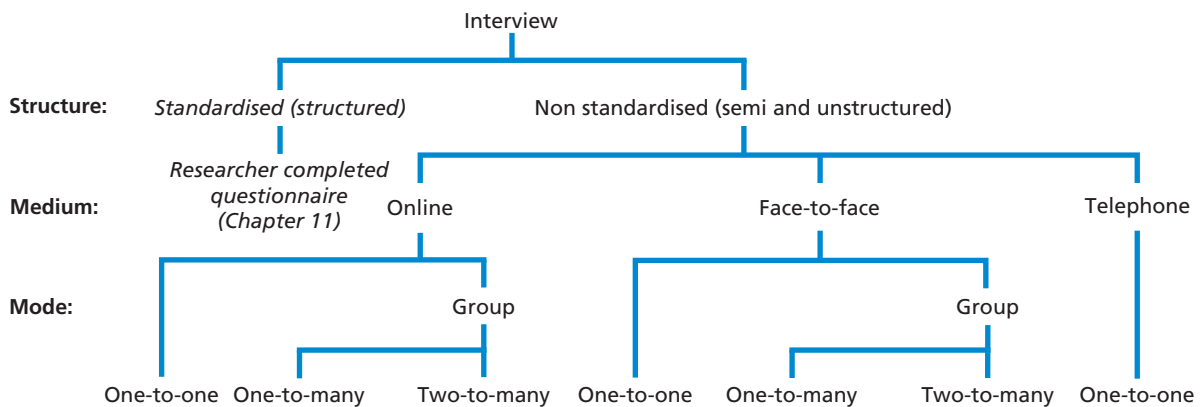 Interview
Structure: Standardised (structured) Non standardised (semi and unstructured)
Researcher completed
questionnaire
(Chapter 11)
Medium: Online Face-to-face Telephone
Mode: Group Group
One-to-one One-to-many Two-to-many One-to-one One-to-many Two-to-many One-to-one